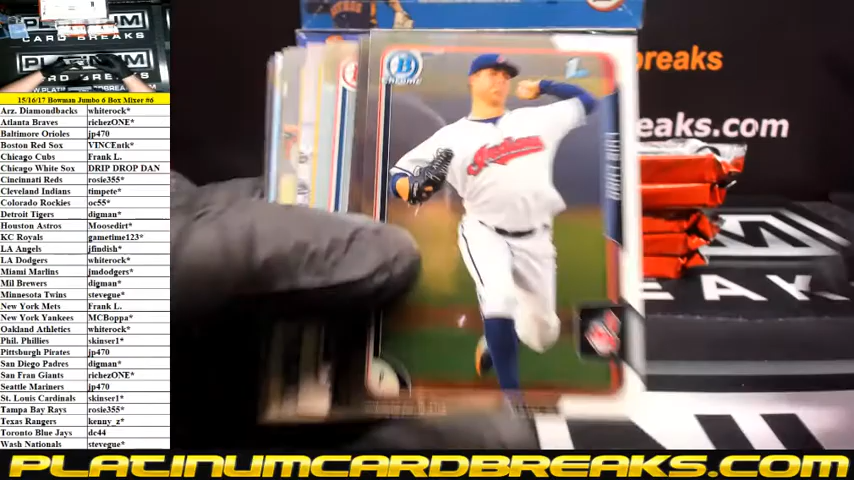 PLATINUM
CARD BREAKS
PLATINUM
15/16/17 Bowman Jumbo 6 Box Mixer #6
Arz. Diamondbacks whiterock*
Atlanta Braves richezONE*
Baltimore Orioles jp470
Boston Red Sox VINCEntk*
Chicago Cubs Frank L.
Chicago White Sox DRIP DROP DAN
Cincinnati Reds rosie355*
Cleveland Indians timpete*
Colorado Rockies oc55*
Detroit Tigers digman*
Houston Astros Moosedirt*
KC Royals gametime123*
LA Angels jfindish*
LA Dodgers whiterock*
Miami Marlins jmdodgers*
Mil Brewers digman*
Minnesota Twins stevegue*
New York Mets Frank L.
New York Yankees MCBoppa*
Oakland Athletics whiterock*
Phil. Phillies skinser1*
Pittsburgh Pirates jp470
San Diego Padres digman*
San Fran Giants richezONE*
Seattle Mariners jp470
St. Louis Cardinals skinser1*
Tampa Bay Rays rosie355*
Texas Rangers kenny_z*
Toronto Blue Jays dc44
Wash Nationals stevegue*
B
CHROME
1st
Indians
oreaks
eaks.com
PLATINUMCARDBREAKS.COM